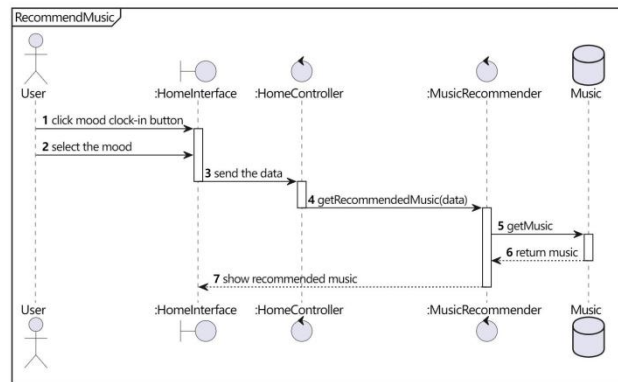 RecommendMusic
User :HomeInterface :HomeController :MusicRecommender Music
1 click mood clock-in button
2 select the mood
3 send the data
4 getRecommendedMusic(data)
5 getMusic
6 return music
7 show recommended music
User :HomeInterface :HomeController :MusicRecommender Music